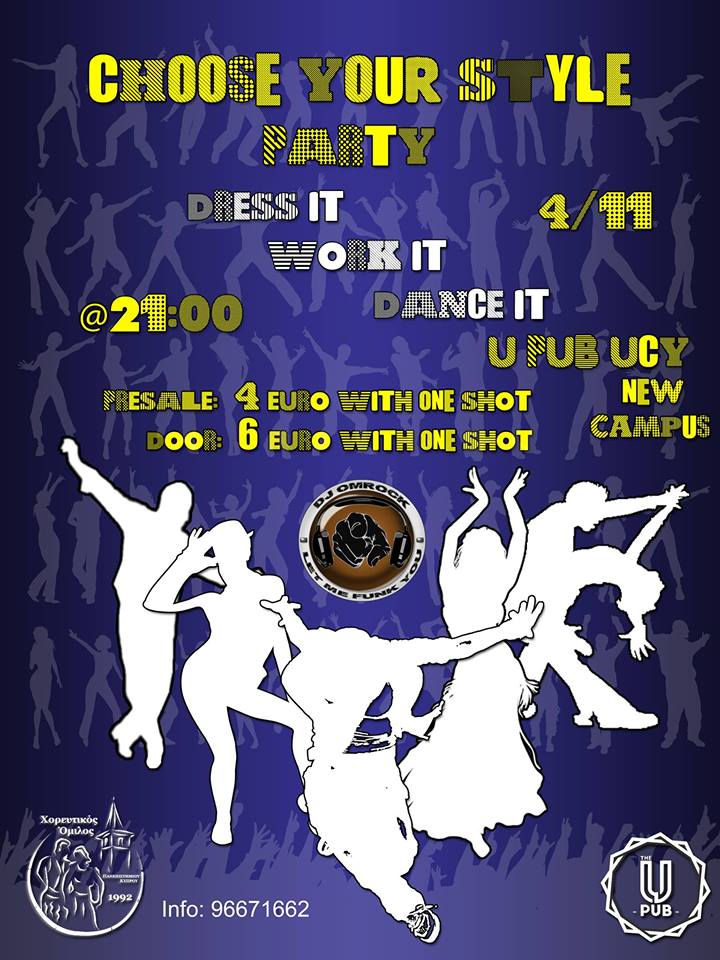 CHOOSE YOUR STYLE
PARTY
DRESS IT
4/11
WORK IT
@21:00
DANCE IT
U PUB UCY
NEW
CAMPUS
PRESALE: 4 EURO WITH ONE SHOT
DOOR: 6 EURO WITH ONE SHOT
DJ OMROCK
LET ME FUNK YOU
Χορευτικός
Όμιλος
ΠΑΝΕΠΙΣΤΗΜΙΟΥ
ΚΥΠΡΟΥ
1992
Info: 96671662
THE
U
-PUB-